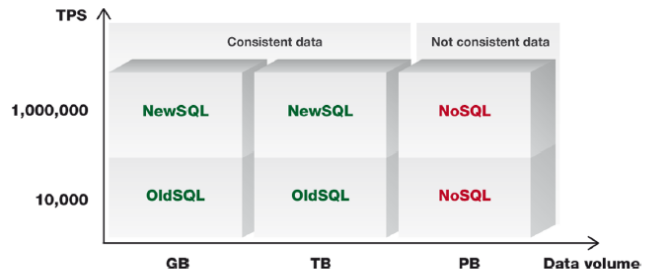 TPS
Consistent data
Not consistent data
1,000,000
NewSQL
NewSQL
NoSQL
10,000
OldSQL
OldSQL
NoSQL
GB
TB
PB
Data volume